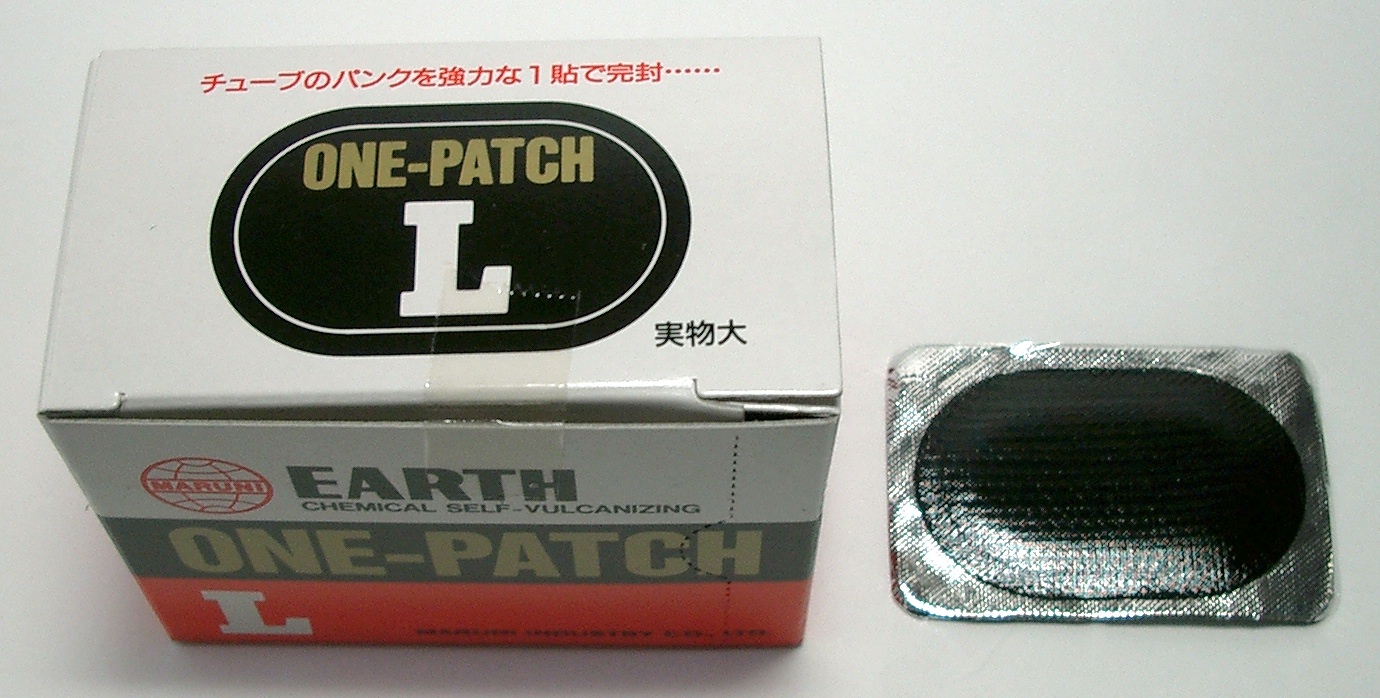 チューブのパンクを強力な1貼で完封……
ONE-PATCH
L
実物大
MARUNI
EARTH
CHEMICAL SELF-VULCANIZING
ONE-PATCH
L
MARUNI INDUSTRY CO., LTD.